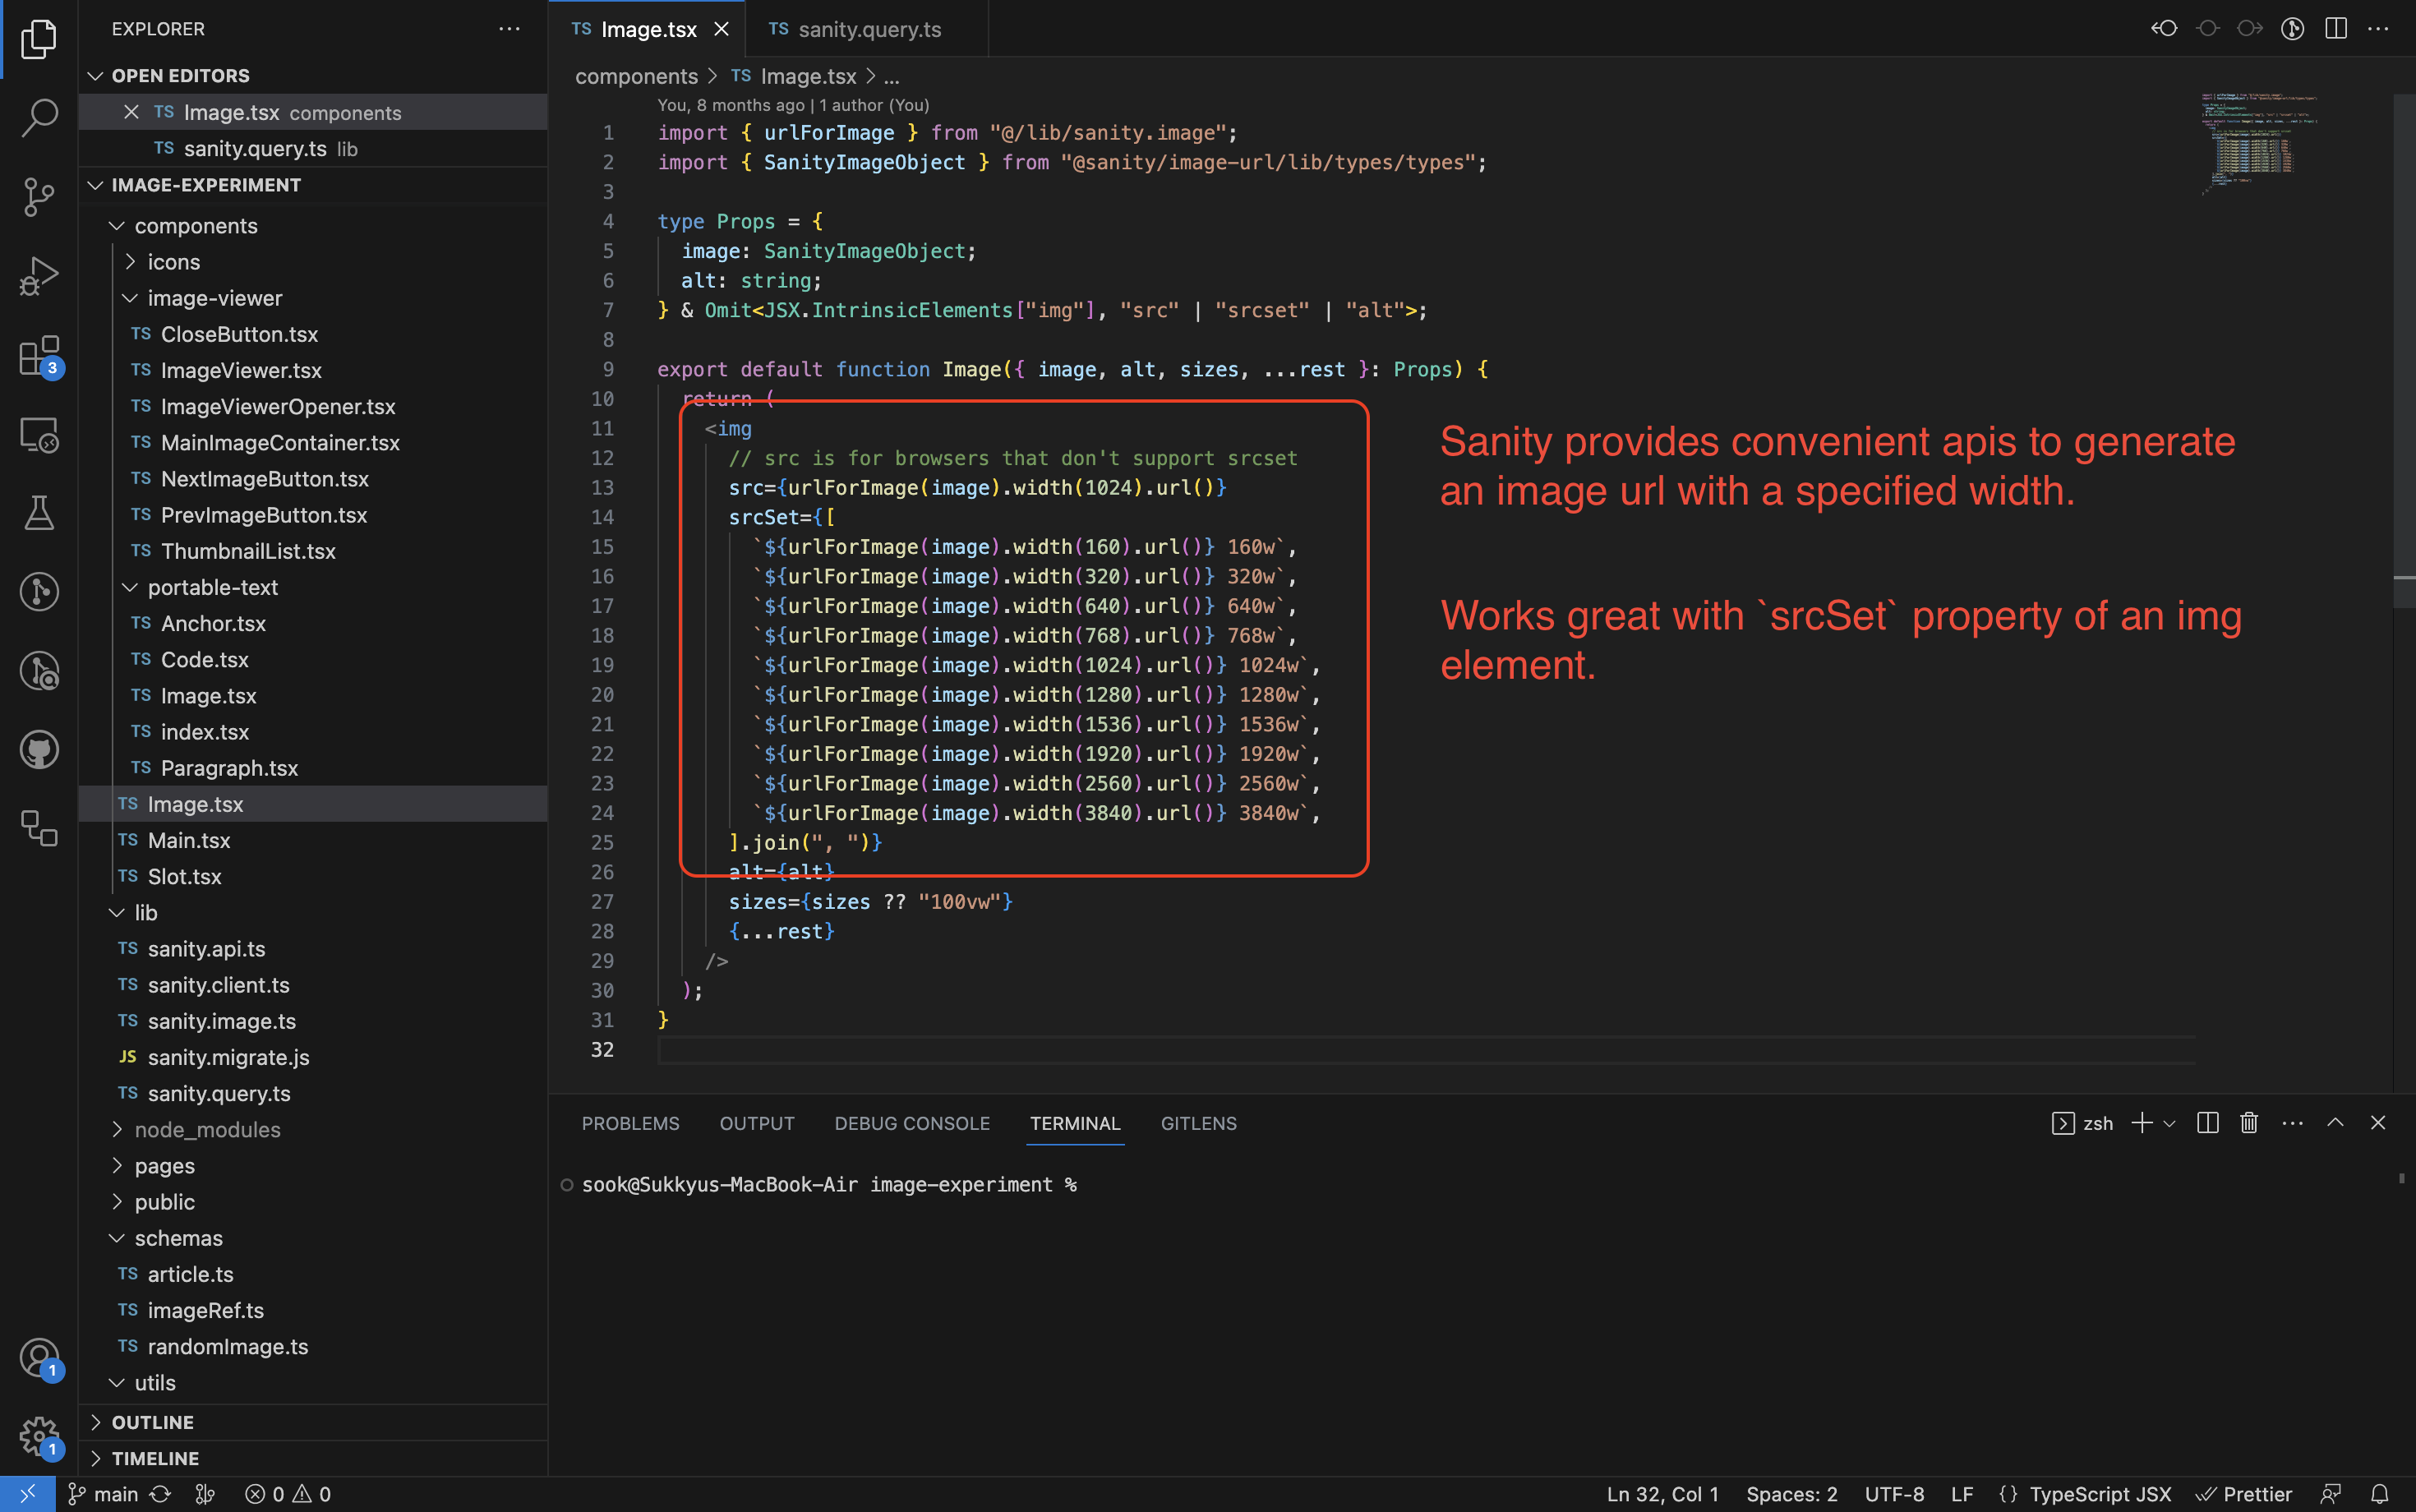 EXPLORER
OPEN EDITORS
TS Image.tsx components
TS sanity.query.ts lib
IMAGE-EXPERIMENT
components
icons
image-viewer
TS CloseButton.tsx
TS ImageViewer.tsx
TS ImageViewerOpener.tsx
TS MainImageContainer.tsx
TS NextImageButton.tsx
TS PrevImageButton.tsx
TS ThumbnailList.tsx
portable-text
TS Anchor.tsx
TS Code.tsx
TS Image.tsx
TS index.tsx
TS Paragraph.tsx
TS Image.tsx
TS Main.tsx
TS Slot.tsx
lib
TS sanity.api.ts
TS sanity.client.ts
TS sanity.image.ts
JS sanity.migrate.js
TS sanity.query.ts
node_modules
pages
public
schemas
TS article.ts
TS imageRef.ts
TS randomImage.ts
utils
OUTLINE
TIMELINE
3
1
1
TS Image.tsx
TS sanity.query.ts
components > TS Image.tsx > ...
You, 8 months ago | 1 author (You)
1 import { urlForImage } from "@/lib/sanity.image";
2 import { SanityImageObject } from "@sanity/image-url/lib/types/types";
3
4 type Props = {
5 image: SanityImageObject;
6 alt: string;
7 } & Omit<JSX.IntrinsicElements["img"], "src" | "srcset" | "alt">;
8
9 export default function Image({ image, alt, sizes, ...rest }: Props) {
10 return (
11 <img
12 // src is for browsers that don't support srcset
13 src={urlForImage(image).width(1024).url()}
14 srcSet={[
15 `${urlForImage(image).width(160).url()} 160w`,
16 `${urlForImage(image).width(320).url()} 320w`,
17 `${urlForImage(image).width(640).url()} 640w`,
18 `${urlForImage(image).width(768).url()} 768w`,
19 `${urlForImage(image).width(1024).url()} 1024w`,
20 `${urlForImage(image).width(1280).url()} 1280w`,
21 `${urlForImage(image).width(1536).url()} 1536w`,
22 `${urlForImage(image).width(1920).url()} 1920w`,
23 `${urlForImage(image).width(2560).url()} 2560w`,
24 `${urlForImage(image).width(3840).url()} 3840w`,
25 ].join(", ")}
26 alt={alt}
27 sizes={sizes ?? "100vw"}
28 {...rest}
29 />
30 );
31 }
32
Sanity provides convenient apis to generate
an image url with a specified width.
Works great with `srcSet` property of an img
element.
PROBLEMS OUTPUT DEBUG CONSOLE TERMINAL GITLENS
zsh
sook@Sukkyus-MacBook-Air image-experiment %
main 0 0
Ln 32, Col 1 Spaces: 2 UTF-8 LF {} TypeScript JSX Prettier